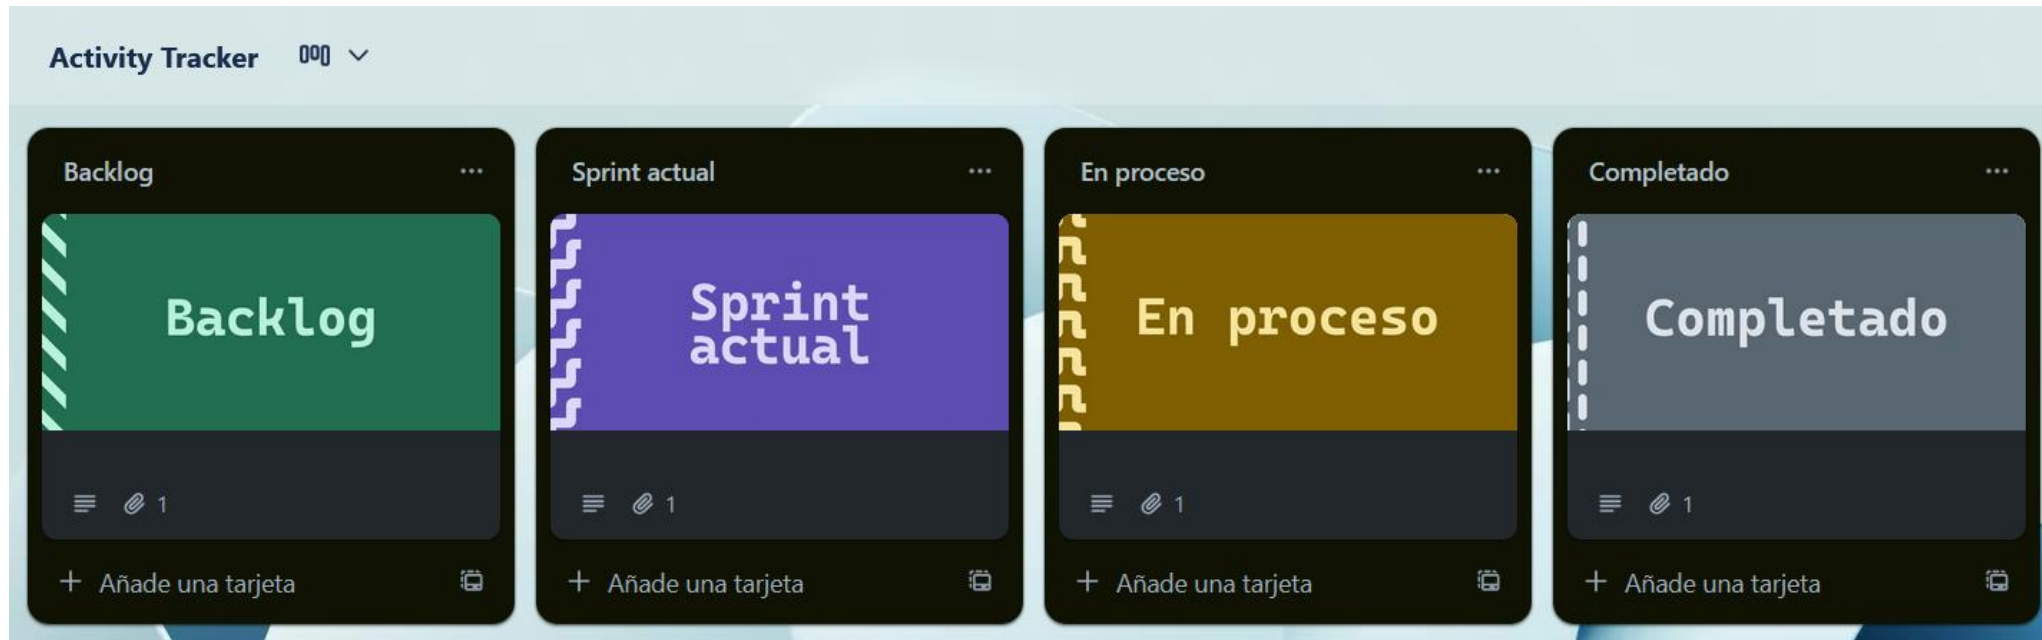 Activity Tracker
Backlog
Backlog
1
Añade una tarjeta
Sprint actual
Sprint
actual
1
Añade una tarjeta
En proceso
En proceso
1
Añade una tarjeta
Completado
Completado
1
Añade una tarjeta